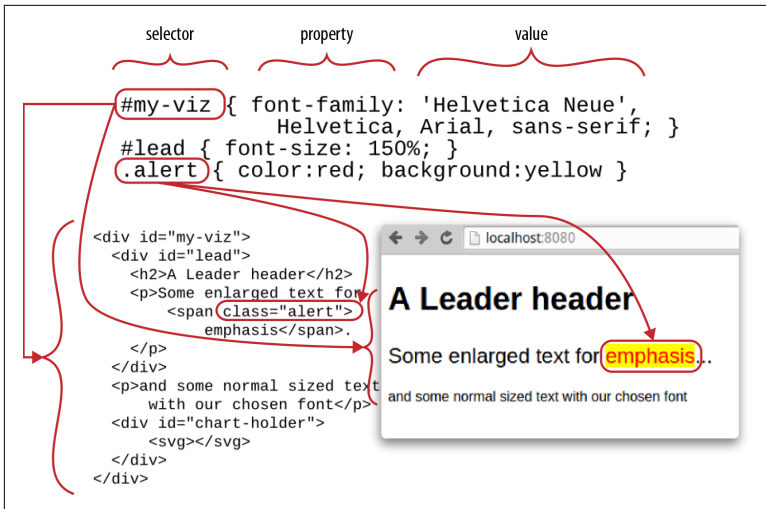 selector property value
#my-viz { font-family: 'Helvetica Neue',
Helvetica, Arial, sans-serif; }
#lead { font-size: 150%; }
.alert { color:red; background:yellow }
<div id="my-viz">
<div id="lead">
<h2>A Leader header</h2>
<p>Some enlarged text for
<span class="alert">
emphasis</span>.
</p>
</div>
<p>and some normal sized text
with our chosen font</p>
<div id="chart-holder">
<svg></svg>
</div>
</div>
localhost:8080
A Leader header
Some enlarged text for emphasis...
and some normal sized text with our chosen font